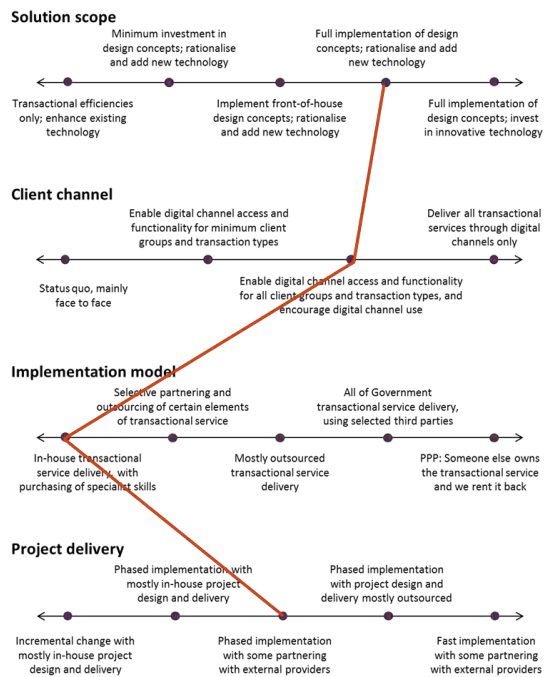 Solution scope
Minimum investment in
design concepts; rationalise
and add new technology
Full implementation of design
concepts; rationalise and add
new technology
Transactional efficiencies
only; enhance existing
technology
Implement front-of-house
design concepts; rationalise
and add new technology
Full implementation of
design concepts; invest
in innovative technology
Client channel
Enable digital channel access and
functionality for minimum client
groups and transaction types
Deliver all transactional
services through digital
channels only
Status quo, mainly
face to face
Enable digital channel access and functionality
for all client groups and transaction types, and
encourage digital channel use
Implementation model
Selective partnering and
outsourcing of certain elements
of transactional service
All of Government
transactional service delivery,
using selected third parties
In-house transactional
service delivery, with
purchasing of specialist skills
Mostly outsourced
transactional service
delivery
PPP: Someone else owns
the transactional service
and we rent it back
Project delivery
Phased implementation with
mostly in-house project
design and delivery
Phased implementation
with project design and
delivery mostly outsourced
Incremental change with
mostly in-house project
design and delivery
Phased implementation
with some partnering
with external providers
Fast implementation
with some partnering
with external providers